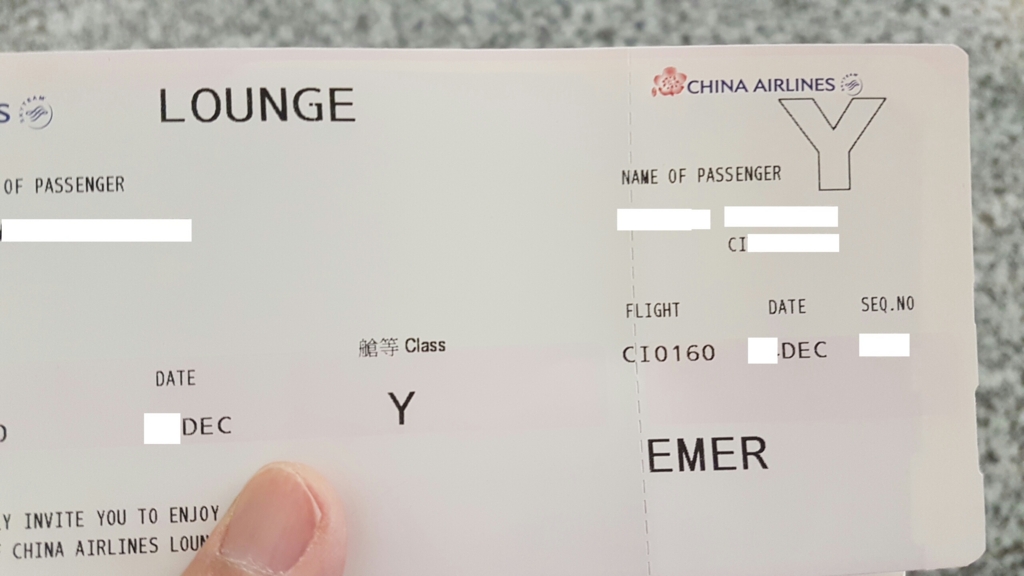 LOUNGE
OF PASSENGER
DATE
DEC
艙等 Class
Y
Y INVITE YOU TO ENJOY
CHINA AIRLINES LOUN
CHINA AIRLINES
Y
NAME OF PASSENGER
CI
FLIGHT DATE SEQ.NO
CI0160 DEC
EMER